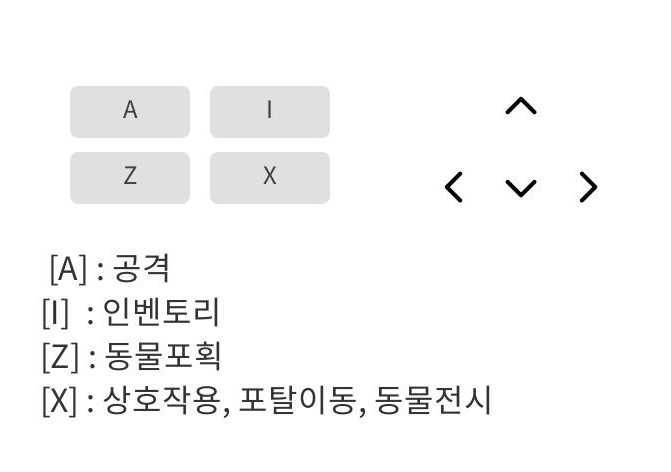 A I
Z X
[A] : 공격
[I] : 인벤토리
[Z] : 동물포획
[X] : 상호작용, 포탈이동, 동물전시